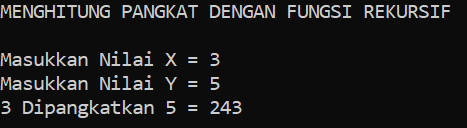 MENGHITUNG PANGKAT DENGAN FUNGSI REKURSIF
Masukkan Nilai X = 3
Masukkan Nilai Y = 5
3 Dipangkatkan 5 = 243